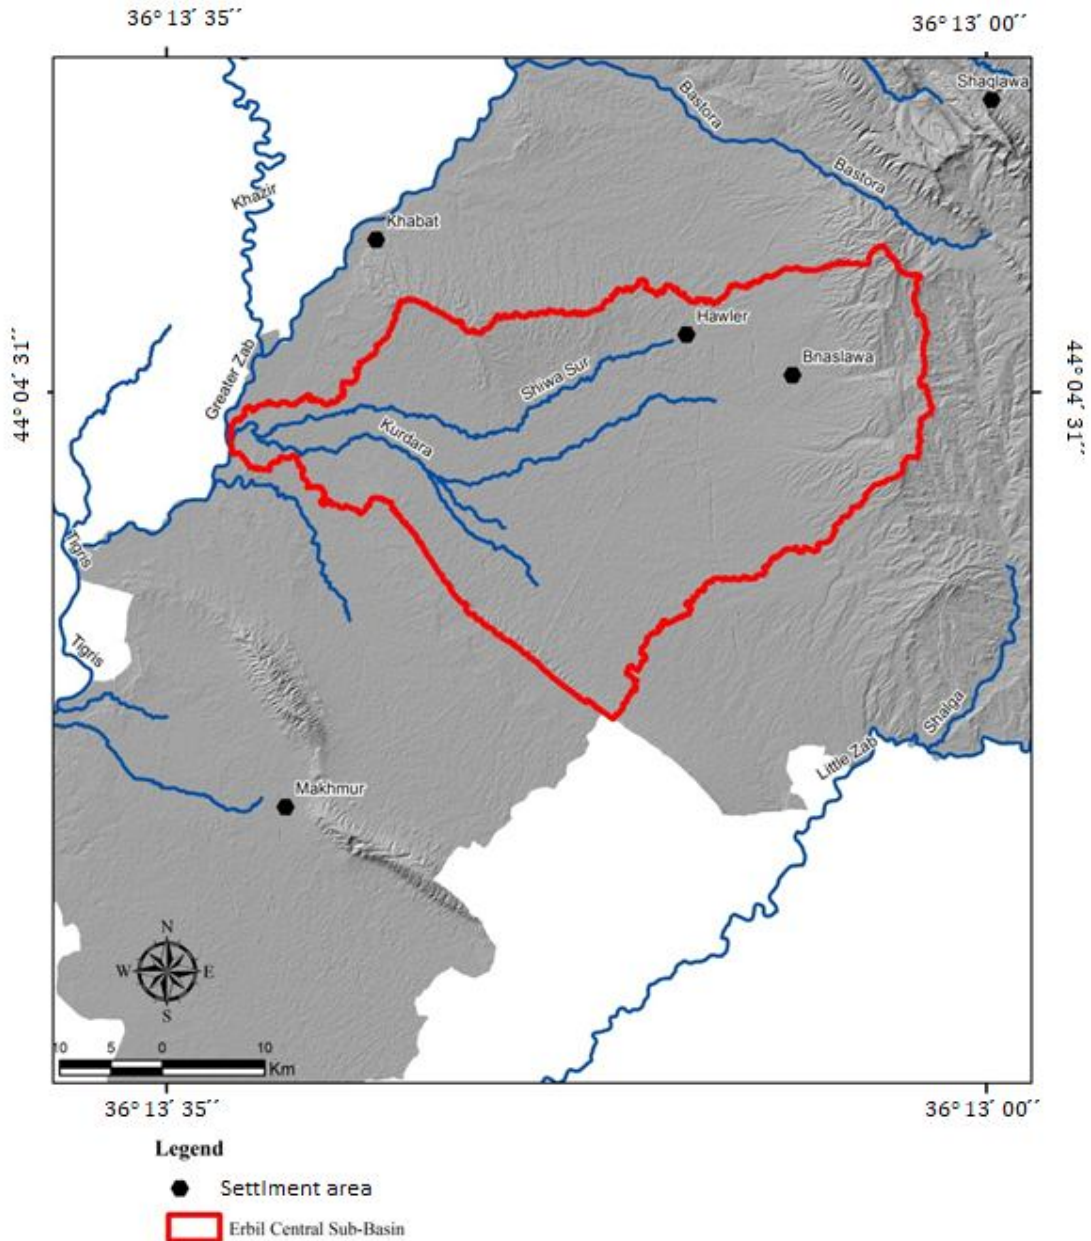 36° 13′ 35′′
36° 13′ 00′′
Shaqlawa
Bastora
Bastora
Khazir
Khabat
Hawler
Greater Zab
44° 04′ 31′′
44° 04′ 31′′
Bnaslawa
Shiwa Sur
Kurdara
Tigris
Tigris
Shalga
Little Zab
Makhmur
N
W E
S
10 5 0 10
Km
36° 13′ 35′′
36° 13′ 00′′
Legend
Settlment area
Erbil Central Sub-Basin